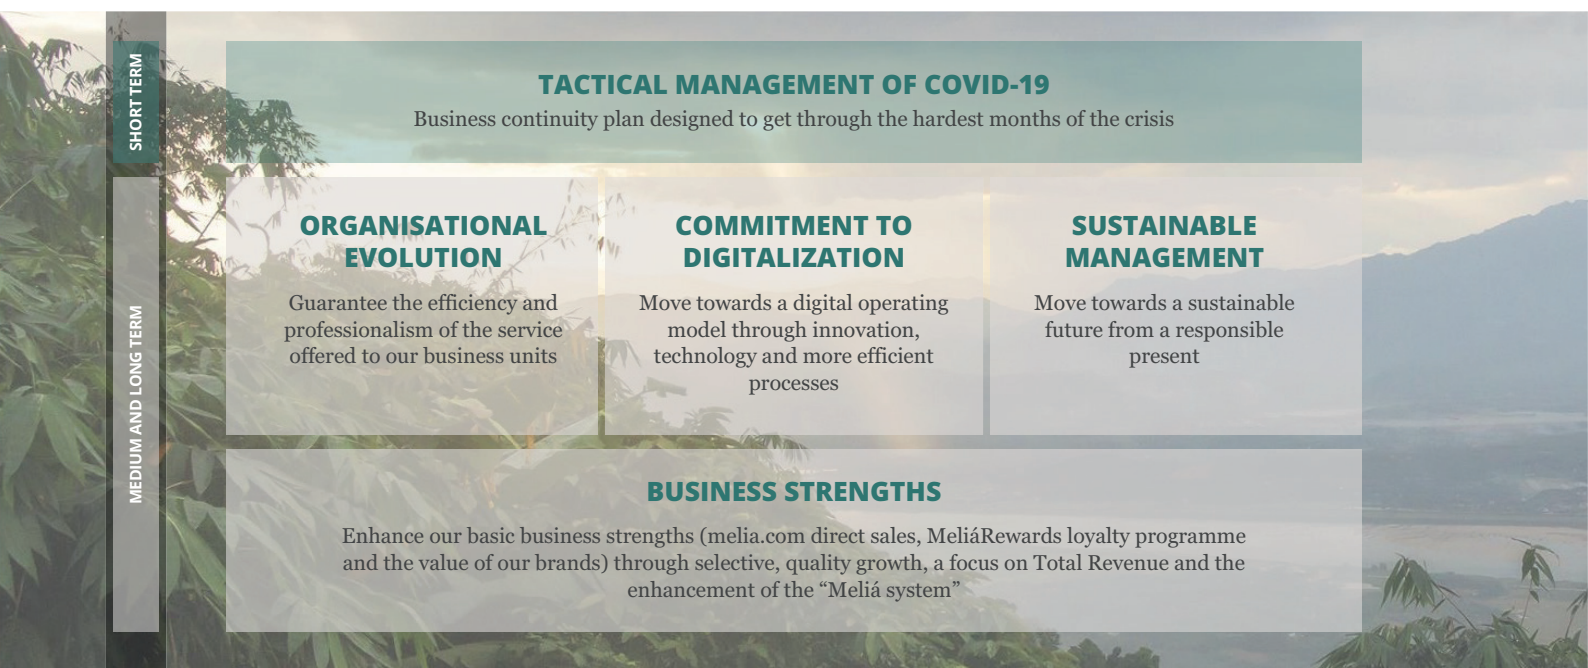 SHORT TERM
TACTICAL MANAGEMENT OF COVID-19
Business continuity plan designed to get through the hardest months of the crisis
MEDIUM AND LONG TERM
ORGANISATIONAL
EVOLUTION
Guarantee the efficiency and
professionalism of the service
offered to our business units
COMMITMENT TO
DIGITALIZATION
Move towards a digital operating
model through innovation,
technology and more efficient
processes
SUSTAINABLE
MANAGEMENT
Move towards a sustainable
future from a responsible
present
BUSINESS STRENGTHS
Enhance our basic business strengths (melia.com direct sales, MeliáRewards loyalty programme
and the value of our brands) through selective, quality growth, a focus on Total Revenue and the
enhancement of the “Meliá system”